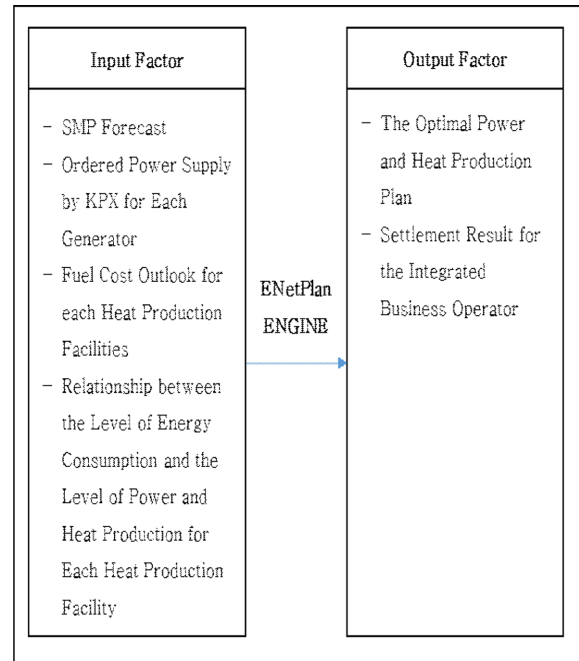 Input Factor
- SMP Forecast
- Ordered Power Supply
by KPX for Each
Generator
- Fuel Cost Outlook for
each Heat Production
Facilities
- Relationship between
the Level of Energy
Consumption and the
Level of Power and
Heat Production for
Each Heat Production
Facility
ENetPlan
ENGINE
Output Factor
- The Optimal Power
and Heat Production
Plan
- Settlement Result for
the Integrated
Business Operator